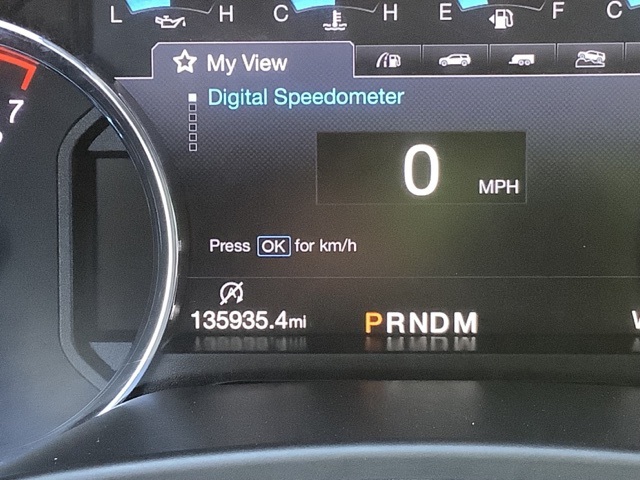 L H C H E F C
My View
7
Digital Speedometer
0 MPH
Press OK for km/h
135935.4mi
PRNDM